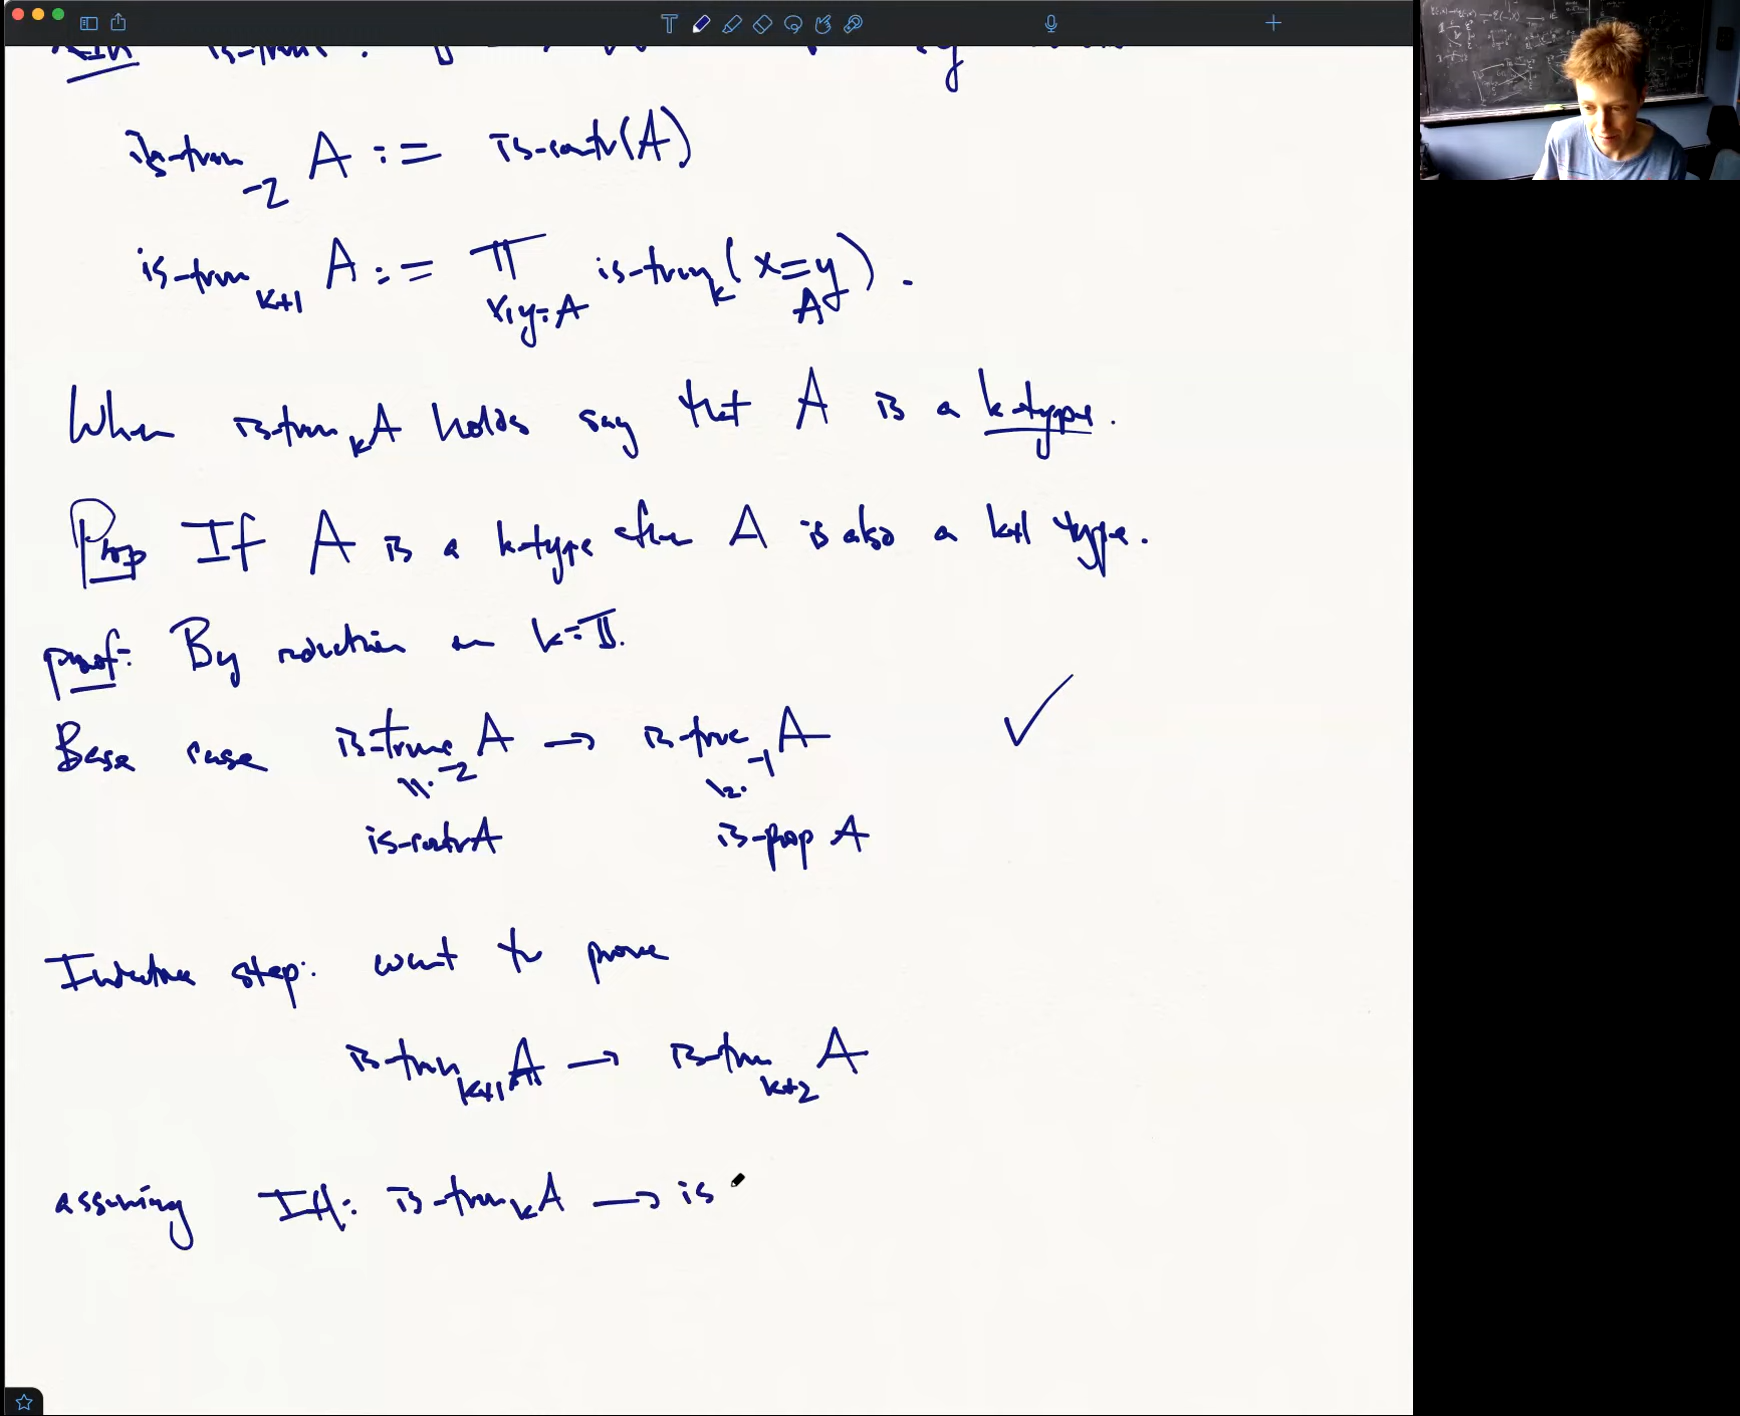 is-trunc : 𝕋
is-trunc₋₂ A := is-contr(A)
is-trunc_{k+1} A := Π_{x,y:A} is-trunc_k (x =_A y).
When is-trunc_k A holds say that A is a k-type.
Prop If A is a k-type then A is also a k+1 type.
proof: By induction on k:𝕋.
Base case is-trunc₋₂ A → is-trunc₋₁ A ✓
is-contr A is-prop A
Inductive step: want to prove
is-trunc_{k+1} A → is-trunc_{k+2} A
assuming IH: is-trunc_k A → is